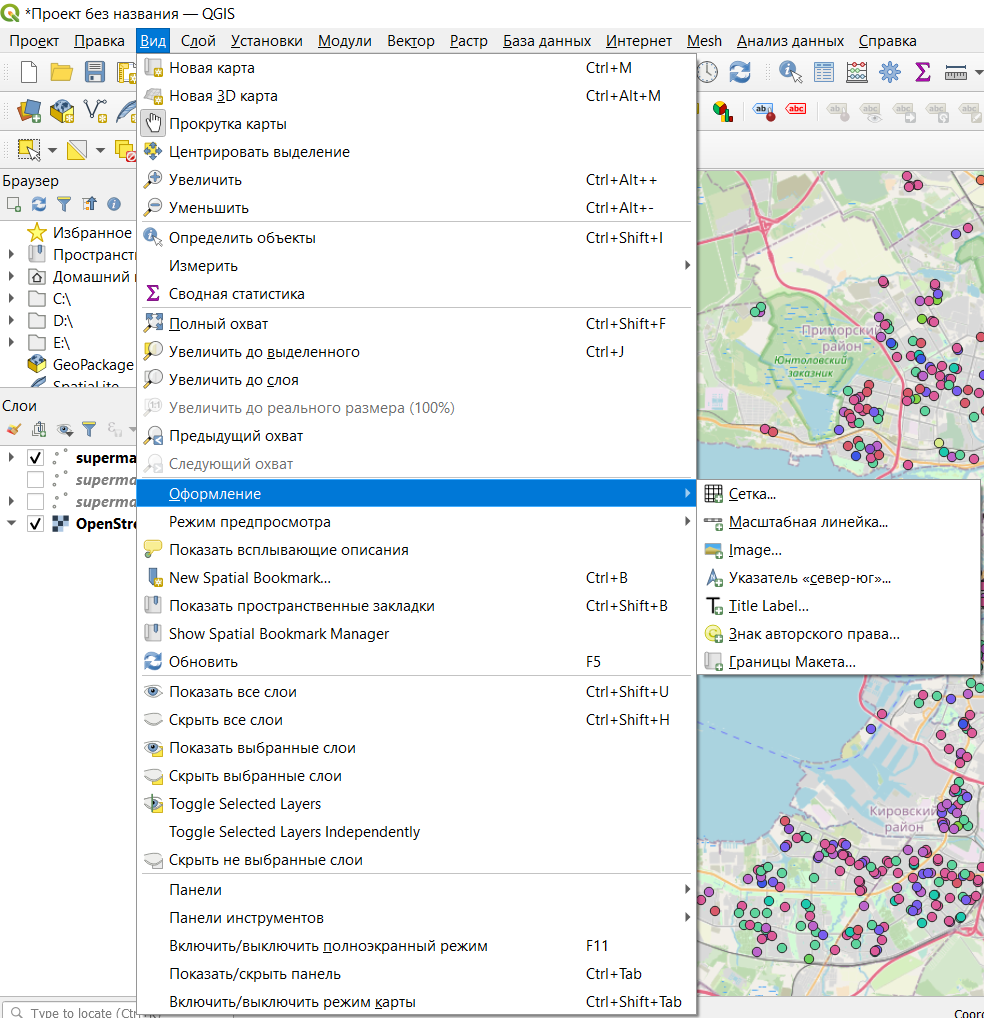 *Проект без названия — QGIS
Проект Правка Вид Слой Установки Модули Вектор Растр База данных Интернет Mesh Анализ данных Справка
Новая карта Ctrl+M
Новая 3D карта Ctrl+Alt+M
Прокрутка карты
Центрировать выделение
Увеличить Ctrl+Alt++
Уменьшить Ctrl+Alt+-
Определить объекты Ctrl+Shift+I
Измерить
Сводная статистика
Полный охват Ctrl+Shift+F
Увеличить до выделенного Ctrl+J
Увеличить до слоя
Увеличить до реального размера (100%)
Предыдущий охват
Следующий охват
Оформление
Режим предпросмотра
Показать всплывающие описания
New Spatial Bookmark... Ctrl+B
Показать пространственные закладки Ctrl+Shift+B
Show Spatial Bookmark Manager
Обновить F5
Показать все слои Ctrl+Shift+U
Скрыть все слои Ctrl+Shift+H
Показать выбранные слои
Скрыть выбранные слои
Toggle Selected Layers
Toggle Selected Layers Independently
Скрыть не выбранные слои
Панели
Панели инструментов
Включить/выключить полноэкранный режим F11
Показать/скрыть панель Ctrl+Tab
Включить/выключить режим карты Ctrl+Shift+Tab
Сетка...
Масштабная линейка...
Image...
Указатель «север-юг»...
Title Label...
Знак авторского права...
Границы Макета...
Браузер
Избранное
Пространст
Домашний
C:\
D:\
E:\
GeoPackage
SpatiaLite
Слои
superma
superma
superma
OpenStre
Type to locate (Ctrl+K)
abc
abc
Приморский
район
Юнтоловский
заказник
Кировский
район
Coord